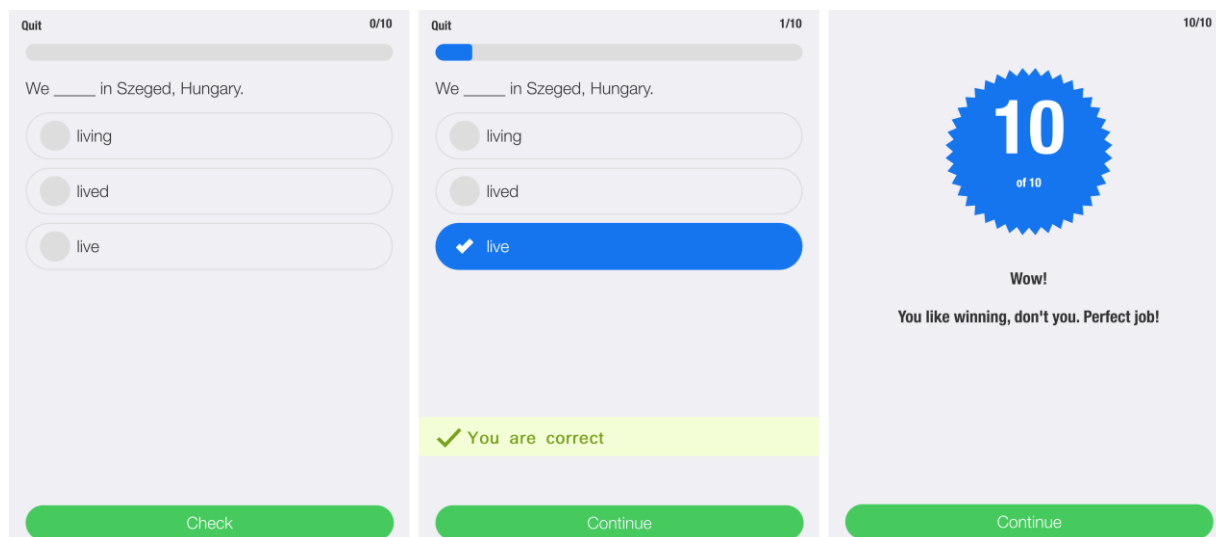 Quit 0/10
We _____ in Szeged, Hungary.
living
lived
live
Check
Quit 1/10
We _____ in Szeged, Hungary.
living
lived
live
You are correct
Continue
10/10
10
of 10
Wow!
You like winning, don't you. Perfect job!
Continue